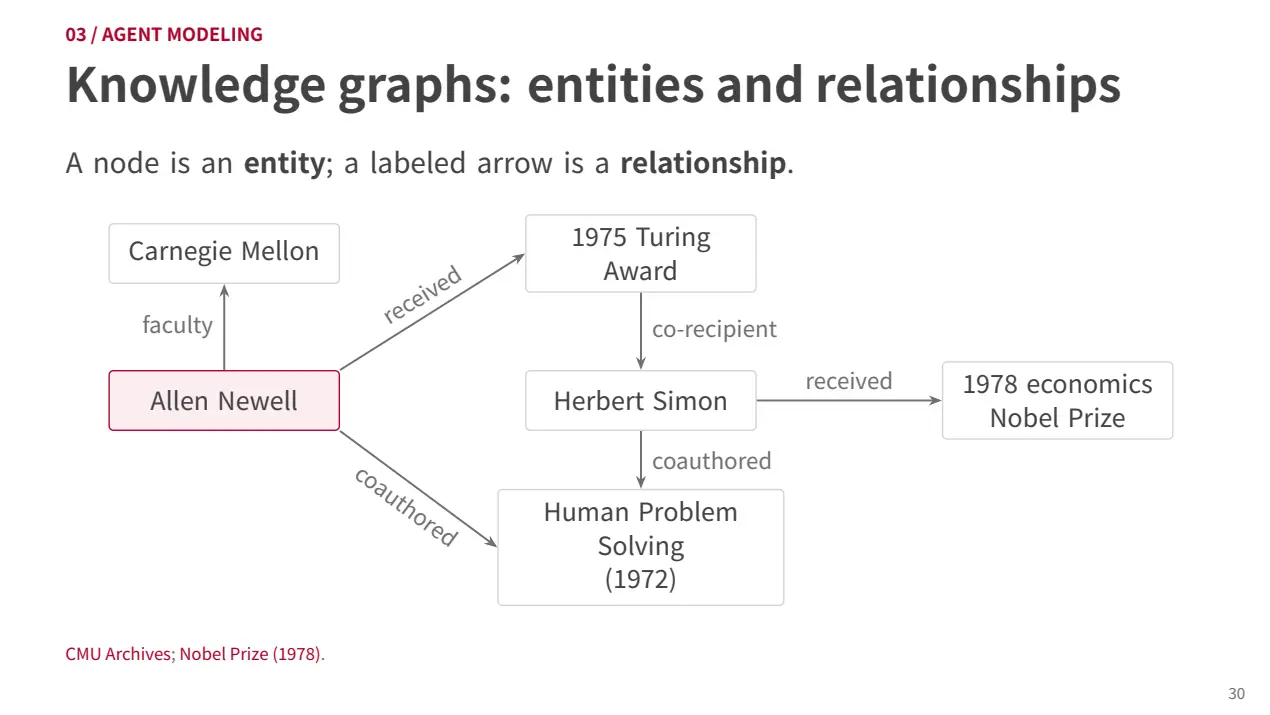 03 / AGENT MODELING
Knowledge graphs: entities and relationships
A node is an entity; a labeled arrow is a relationship.
Carnegie Mellon
1975 Turing
Award
received
faculty
co-recipient
Allen Newell
Herbert Simon
received
1978 economics
Nobel Prize
coauthored
coauthored
Human Problem
Solving
(1972)
CMU Archives; Nobel Prize (1978).
30